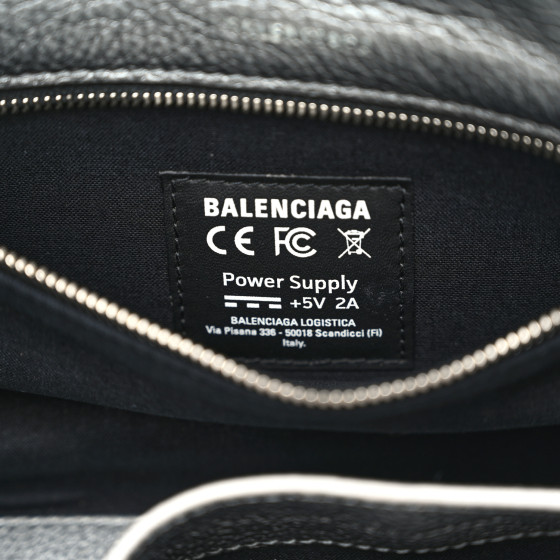 BALENCIAGA
CE FC
Power Supply
+5V 2A
BALENCIAGA LOGISTICA
Via Pisana 336 - 50018 Scandicci (Fi)
Italy.